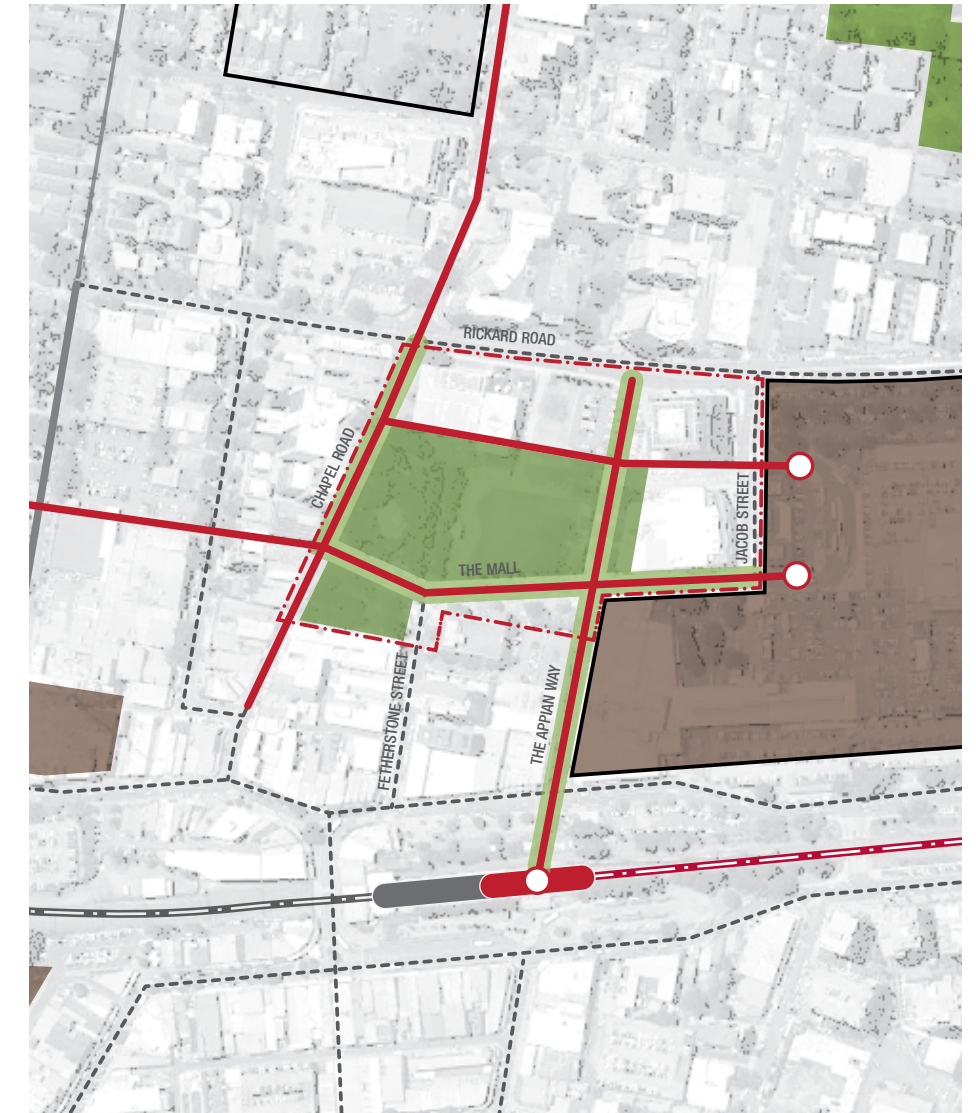 RICKARD ROAD
CHAPEL ROAD
JACOB STREET
THE MALL
FETHERSTONE STREET
THE APPIAN WAY